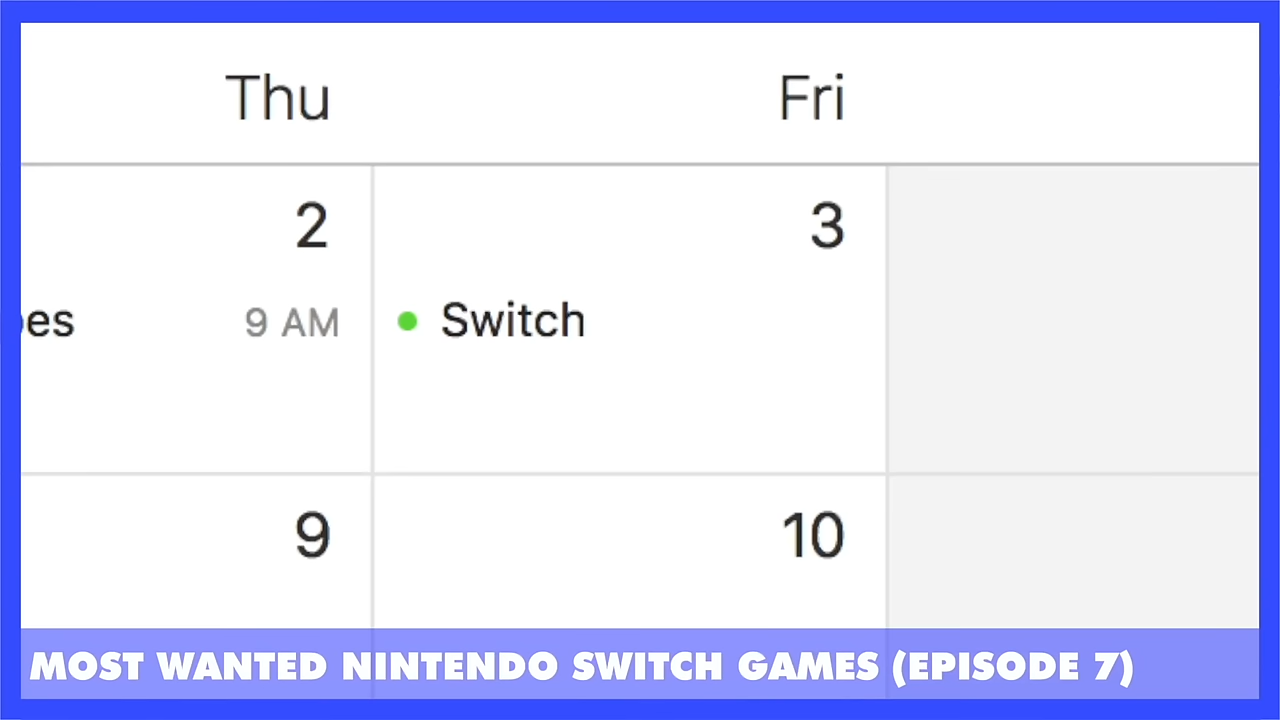 Thu Fri
2 3
9 AM Switch
9 10
MOST WANTED NINTENDO SWITCH GAMES (EPISODE 7)